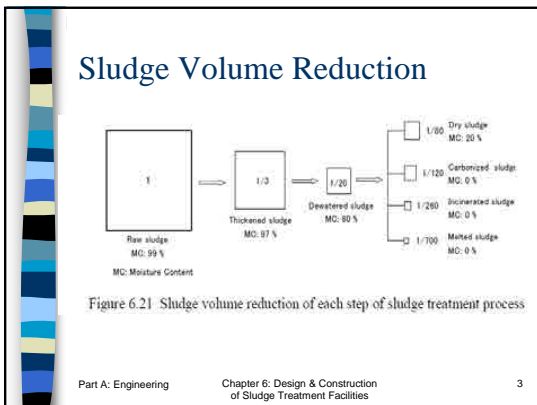 Sludge Volume Reduction
1
Raw sludge
MC: 99 %
MC: Moisture Content
1/3
Thickened sludge
MC: 97 %
1/20
Dewatered sludge
MC: 80 %
1/80 Dry sludge
MC: 20 %
1/120 Carbonized sludge
MC: 0 %
1/280 Incinerated sludge
MC: 0 %
1/700 Melted sludge
MC: 0 %
Figure 6.21 Sludge volume reduction of each step of sludge treatment process
Part A: Engineering
Chapter 6: Design & Construction
of Sludge Treatment Facilities
3